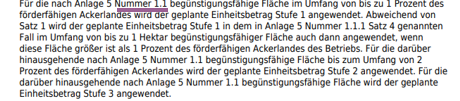 Für die nach Anlage 5 Nummer 1.1 begünstigungsfähige Fläche im Umfang von bis zu 1 Prozent des
förderfähigen Ackerlandes wird der geplante Einheitsbetrag Stufe 1 angewendet. Abweichend von
Satz 1 wird der geplante Einheitsbetrag Stufe 1 in dem in Anlage 5 Nummer 1.1.1 Satz 4 genannten
Fall im Umfang von bis zu 1 Hektar begünstigungsfähiger Fläche auch dann angewendet, wenn
diese Fläche größer ist als 1 Prozent des förderfähigen Ackerlandes des Betriebs. Für die darüber
hinausgehende nach Anlage 5 Nummer 1.1 begünstigungsfähige Fläche bis zum Umfang von 2
Prozent des förderfähigen Ackerlandes wird der geplante Einheitsbetrag Stufe 2 angewendet. Für die
darüber hinausgehende nach Anlage 5 Nummer 1.1 begünstigungsfähige Fläche wird der geplante
Einheitsbetrag Stufe 3 angewendet.